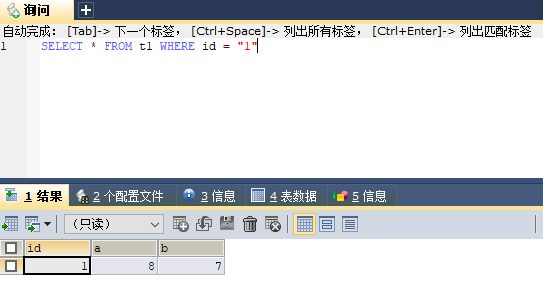 询问
自动完成: [Tab]-> 下一个标签, [Ctrl+Space]-> 列出所有标签, [Ctrl+Enter]-> 列出匹配标签
1 SELECT * FROM t1 WHERE id = "1"
1 结果 2 个配置文件 3 信息 4 表数据 5 信息
(只读)
id a b
1 8 7